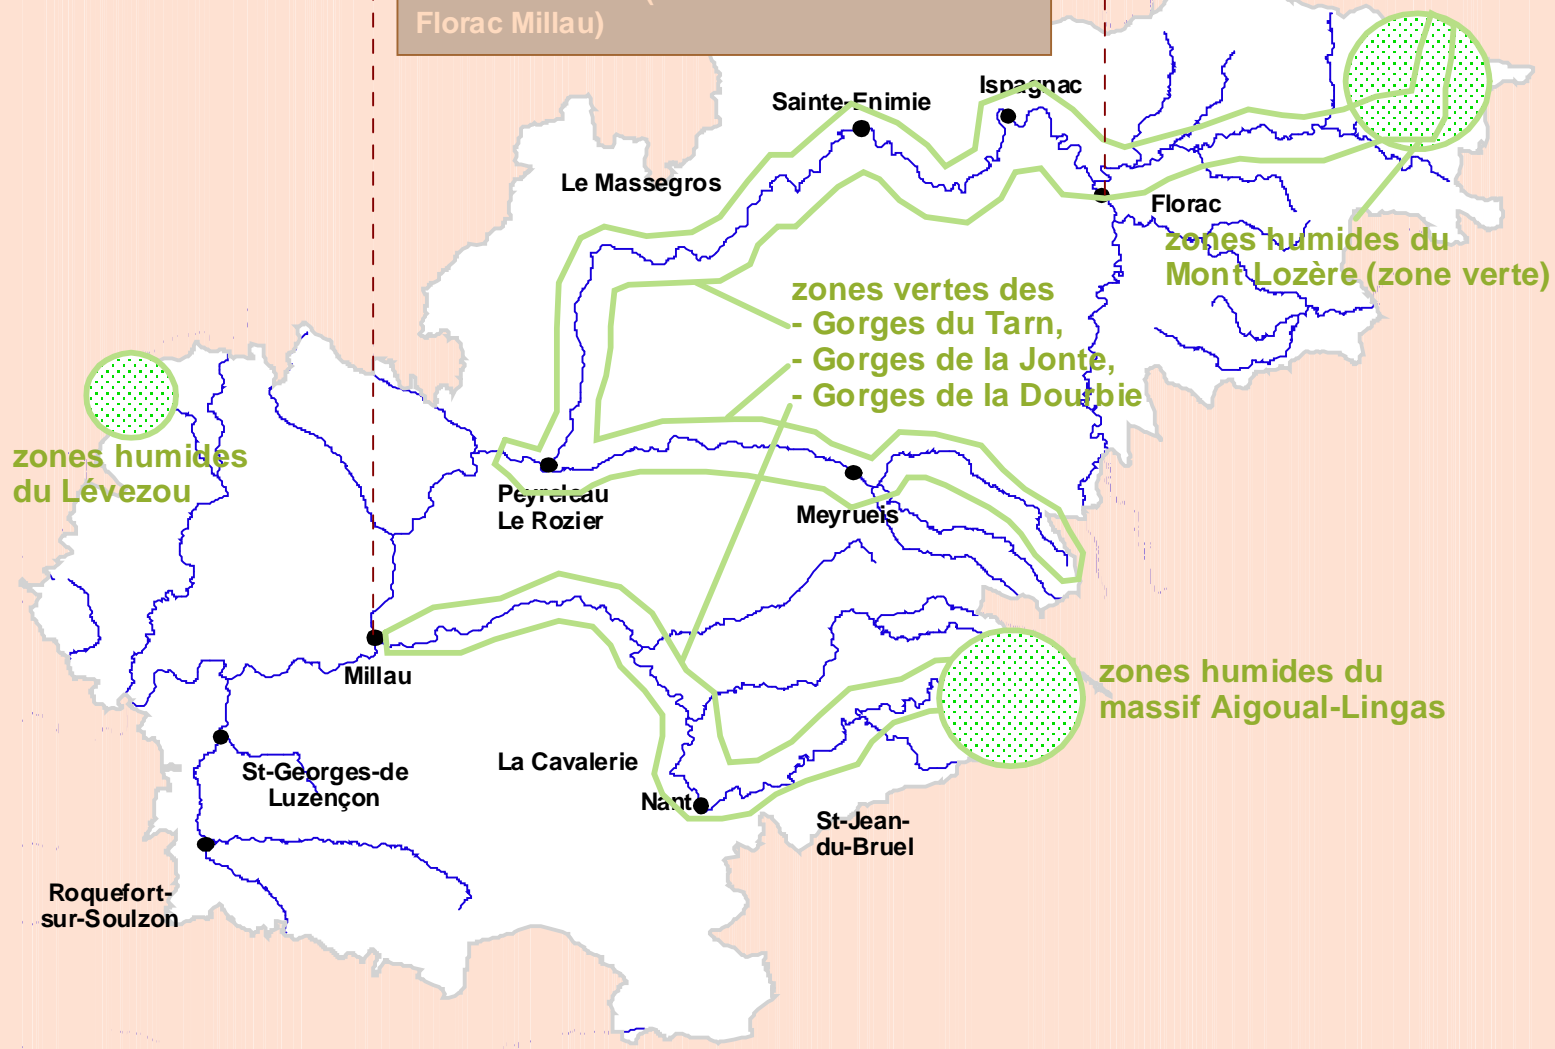 Florac Millau)
Ispagnac
Sainte-Enimie
Le Massegros
Florac
zones humides du
Mont Lozère (zone verte)
zones vertes des
- Gorges du Tarn,
- Gorges de la Jonte,
- Gorges de la Dourbie
zones humides
du Lévezou
Peyreleau
Le Rozier
Meyrueis
Millau
zones humides du
massif Aigoual-Lingas
La Cavalerie
St-Georges-de
Luzençon
Nant
St-Jean-
du-Bruel
Roquefort-
sur-Soulzon